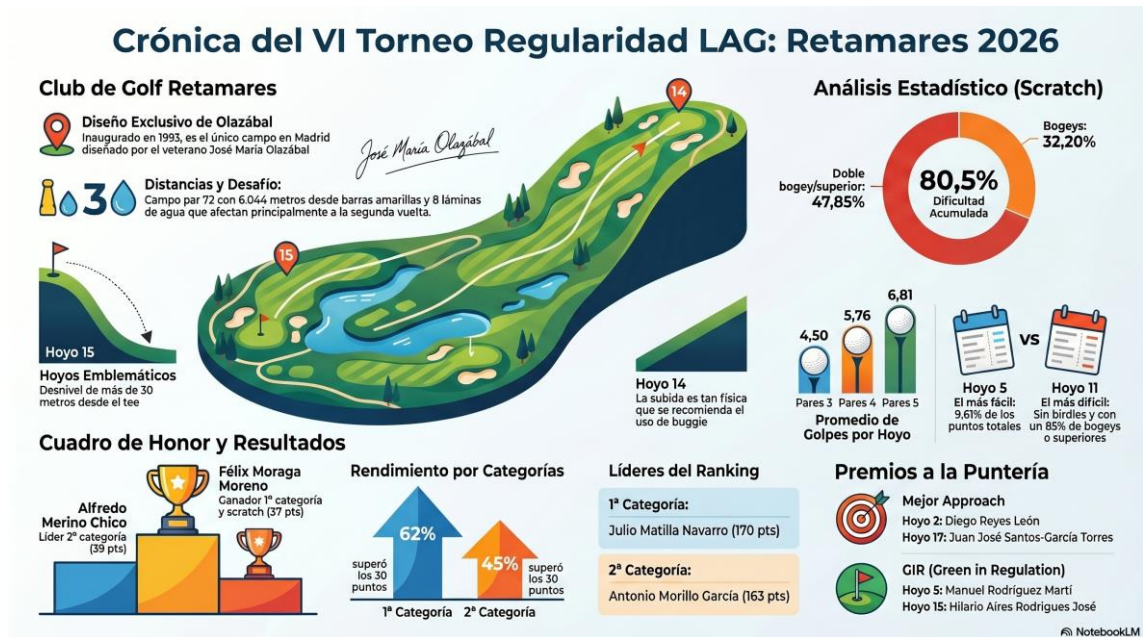 Crónica del VI Torneo Regularidad LAG: Retamares 2026
Club de Golf Retamares
Diseño Exclusivo de Olazábal
Inaugurado en 1993, es el único campo en Madrid
diseñado por el veterano José María Olazábal
José María Olazábal
3
Distancias y Desafío:
Campo par 72 con 6.044 metros desde barras amarillas y 8 láminas
de agua que afectan principalmente a la segunda vuelta.
14
15
Hoyo 15
Hoyos Emblemáticos
Desnivel de más de 30
metros desde el tee
Hoyo 14
La subida es tan física
que se recomienda el
uso de buggie
Análisis Estadístico (Scratch)
Bogeys:
32,20%
Doble
bogey/superior:
47,85%
80,5%
Dificultad
Acumulada
4,50
5,76
6,81
Pares 3
Pares 4
Pares 5
Promedio de
Golpes por Hoyo
VS
Hoyo 5
El más fácil:
9,61% de los
puntos totales
Hoyo 11
El más difícil:
Sin birdles y con
un 85% de bogeys
o superiores
Cuadro de Honor y Resultados
Alfredo
Merino Chico
Líder 2ª categoría
(39 pts)
Félix Moraga
Moreno
Ganador 1ª categoría
y scratch (37 pts)
Rendimiento por Categorías
62%
superó
los 30
puntos
45%
superó
los 30
puntos
1ª Categoría
2ª Categoría
Líderes del Ranking
1ª Categoría:
Julio Matilla Navarro (170 pts)
2ª Categoría:
Antonio Morillo García (163 pts)
Premios a la Puntería
Mejor Approach
Hoyo 2: Diego Reyes León
Hoyo 17: Juan José Santos-García Torres
GIR (Green in Regulation)
Hoyo 5: Manuel Rodríguez Martí
Hoyo 15: Hilario Aíres Rodrigues José
NotebookLM